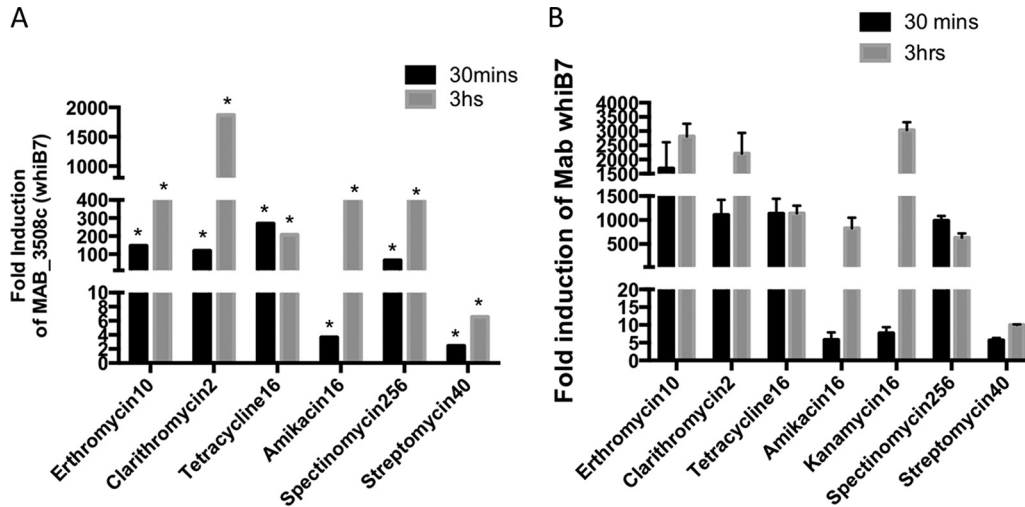 A
30mins
3hs
Fold Induction
of MAB_3508c (whiB7)
2000
1500
1000
400
300
200
100
10
8
6
4
2
0
*
*
*
*
*
*
*
*
*
*
*
*
Erthromycin10
Clarithromycin2
Tetracycline16
Amikacin16
Spectinomycin256
Streptomycin40
B
30 mins
3hrs
Fold induction of Mab whiB7
4000
3500
3000
2500
2000
1500
1500
1000
500
20
15
10
5
0
Erthromycin10
Clarithromycin2
Tetracycline16
Amikacin16
Kanamycin16
Spectinomycin256
Streptomycin40